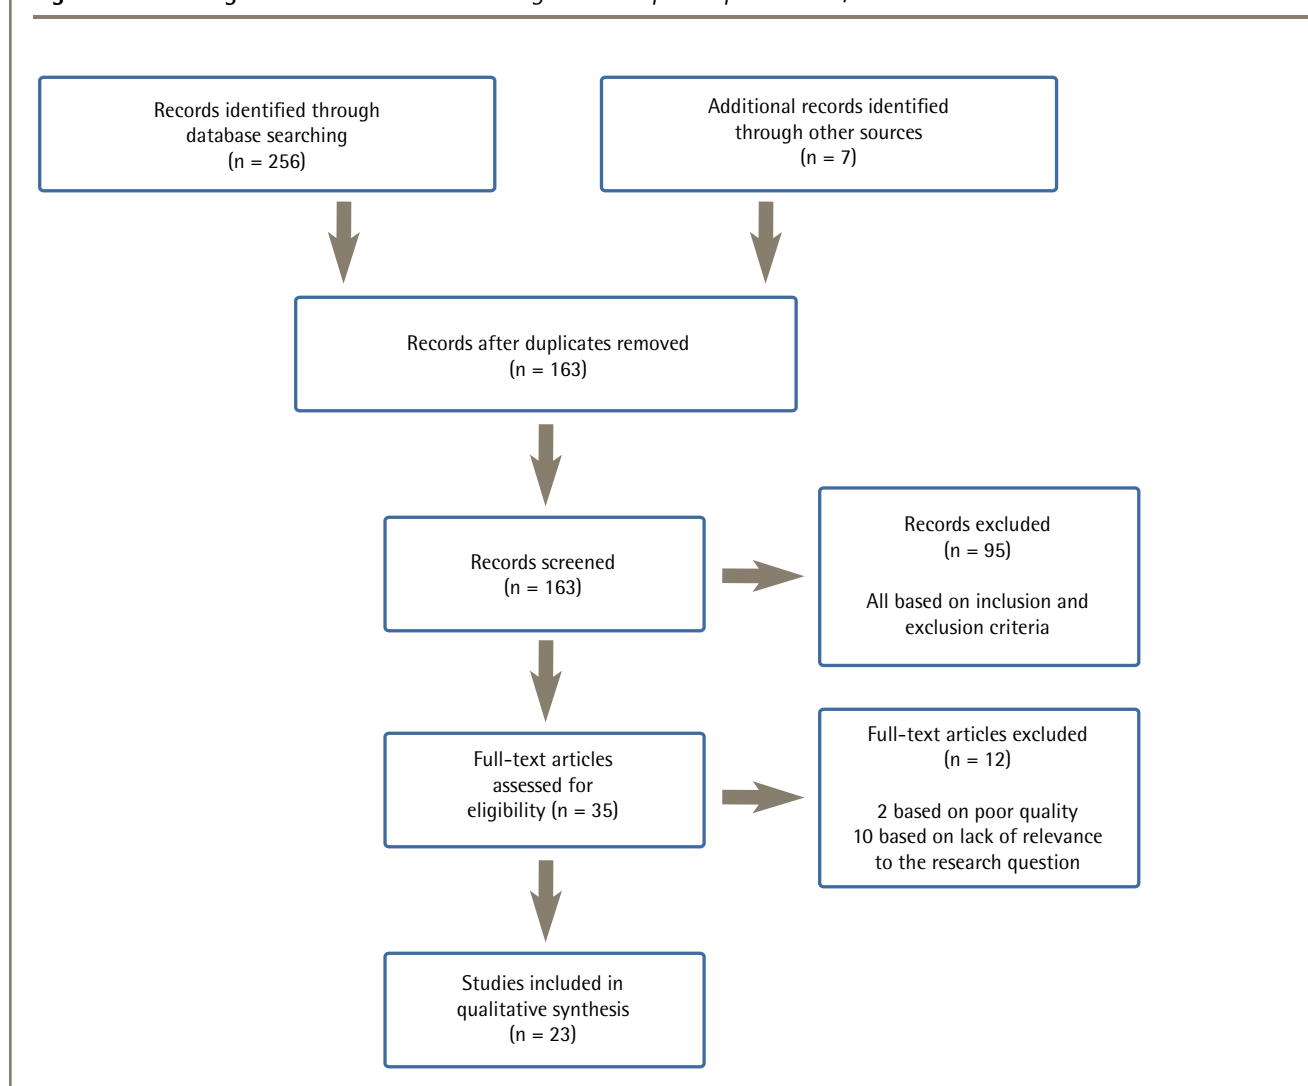 Records identified through
database searching
(n = 256)
Additional records identified
through other sources
(n = 7)
Records after duplicates removed
(n = 163)
Records screened
(n = 163)
Records excluded
(n = 95)
All based on inclusion and
exclusion criteria
Full-text articles
assessed for
eligibility (n = 35)
Full-text articles excluded
(n = 12)
2 based on poor quality
10 based on lack of relevance
to the research question
Studies included in
qualitative synthesis
(n = 23)